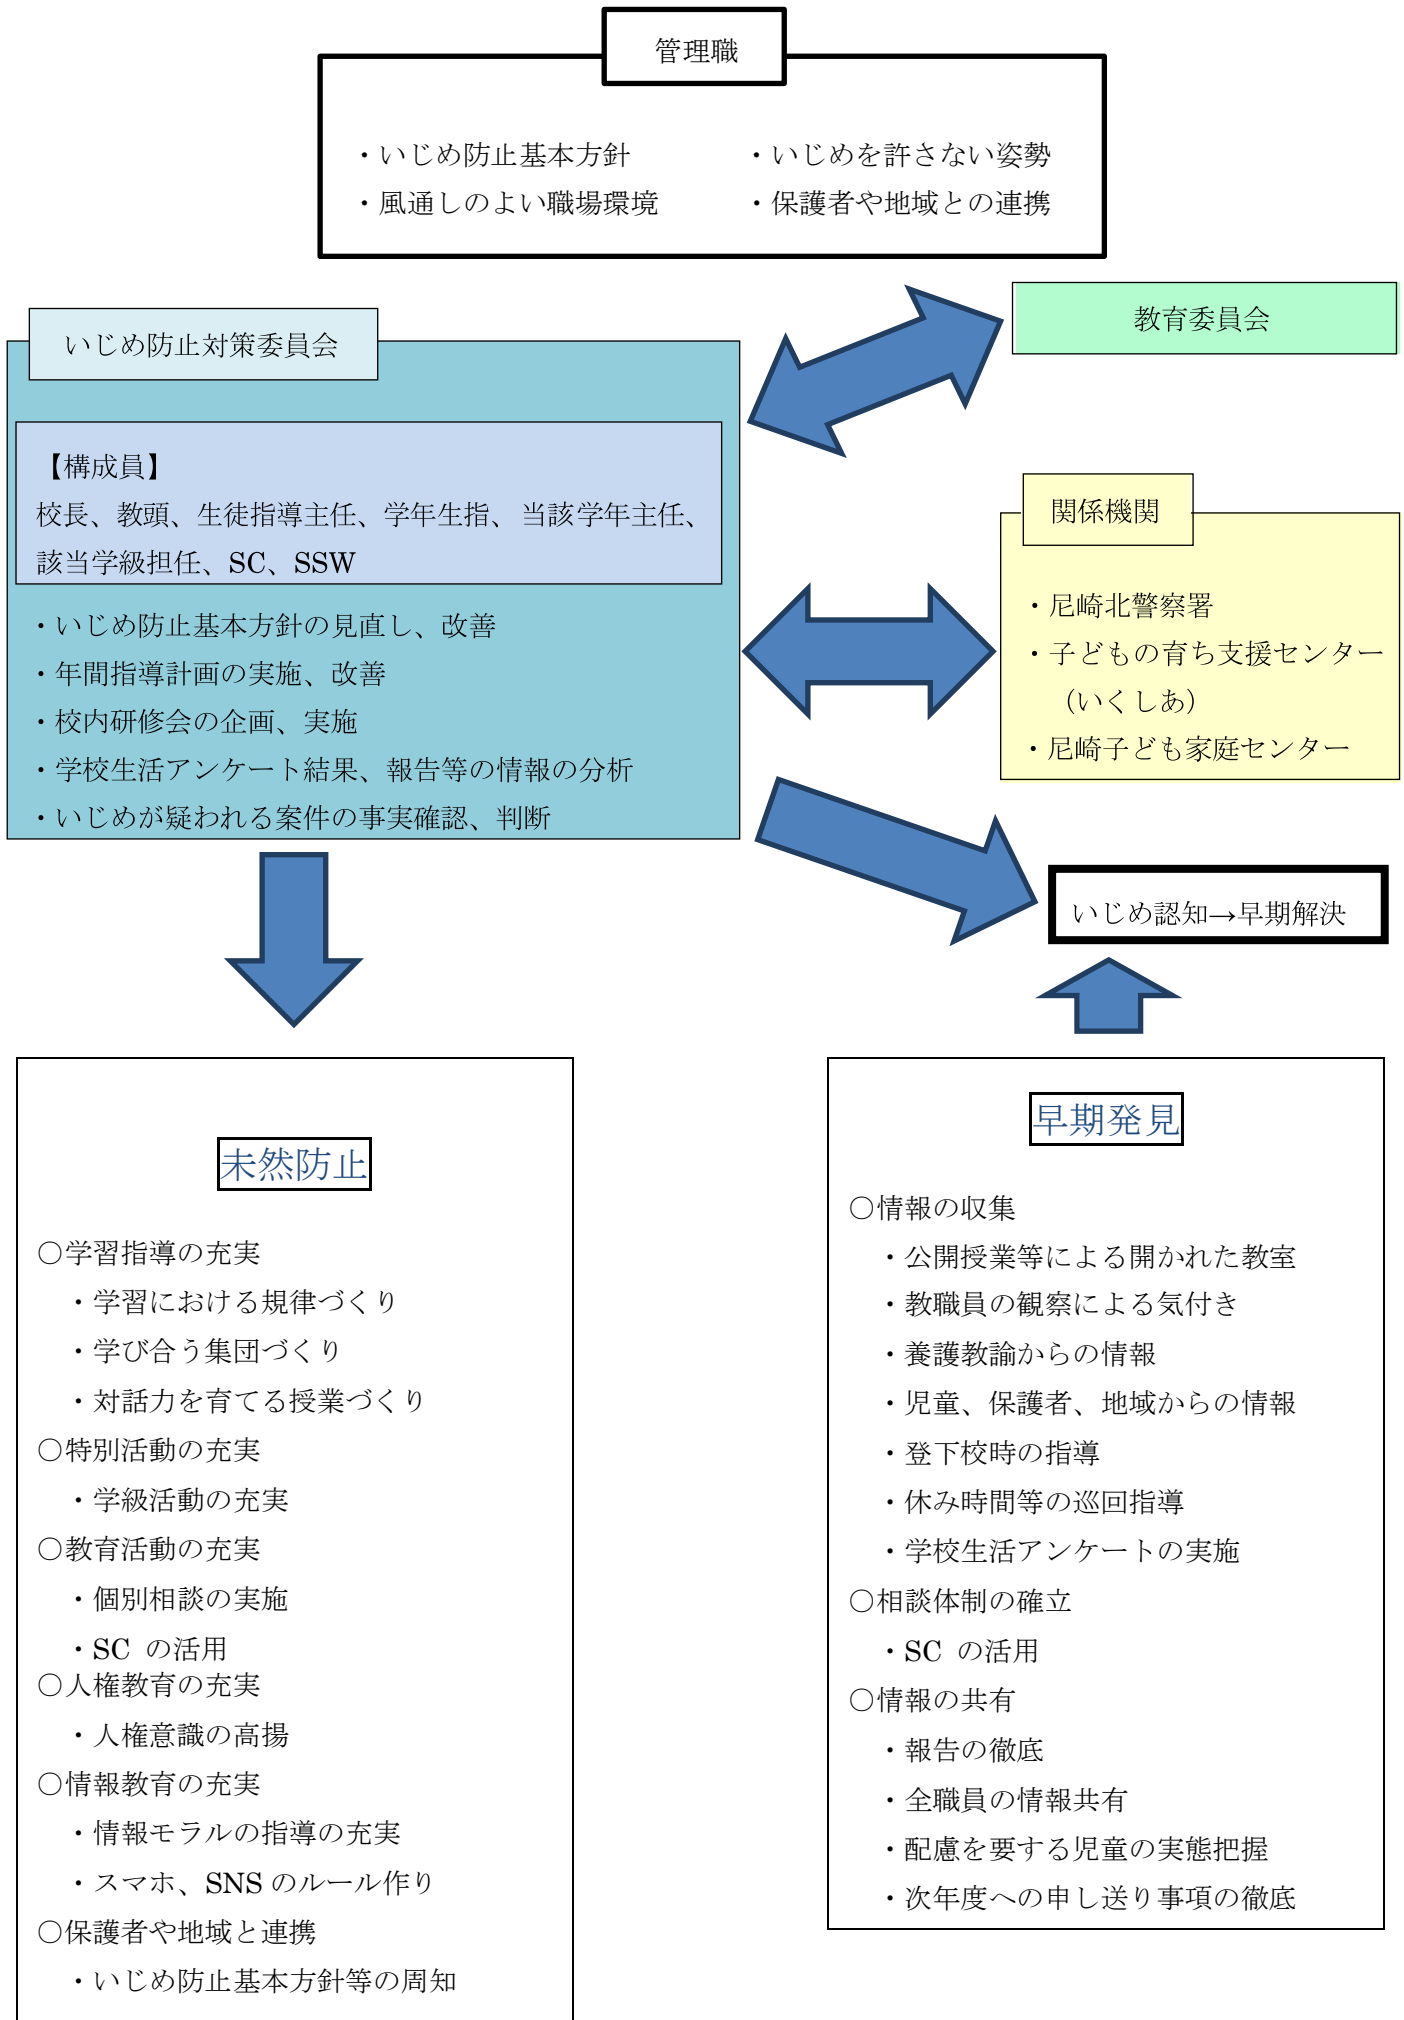 管理職
・いじめ防止基本方針　・いじめを許さない姿勢
・風通しのよい職場環境　・保護者や地域との連携
教育委員会
いじめ防止対策委員会
【構成員】
校長、教頭、生徒指導主任、学年生指、当該学年主任、
該当学級担任、SC、SSW
・いじめ防止基本方針の見直し、改善
・年間指導計画の実施、改善
・校内研修会の企画、実施
・学校生活アンケート結果、報告等の情報の分析
・いじめが疑われる案件の事実確認、判断
関係機関
・尼崎北警察署
・子どもの育ち支援センター
（いくしあ）
・尼崎子ども家庭センター
いじめ認知→早期解決
未然防止
〇学習指導の充実
・学習における規律づくり
・学び合う集団づくり
・対話力を育てる授業づくり
〇特別活動の充実
・学級活動の充実
〇教育活動の充実
・個別相談の実施
・SC の活用
〇人権教育の充実
・人権意識の高揚
〇情報教育の充実
・情報モラルの指導の充実
・スマホ、SNS のルール作り
〇保護者や地域と連携
・いじめ防止基本方針等の周知
早期発見
〇情報の収集
・公開授業等による開かれた教室
・教職員の観察による気付き
・養護教諭からの情報
・児童、保護者、地域からの情報
・登下校時の指導
・休み時間等の巡回指導
・学校生活アンケートの実施
〇相談体制の確立
・SC の活用
〇情報の共有
・報告の徹底
・全職員の情報共有
・配慮を要する児童の実態把握
・次年度への申し送り事項の徹底